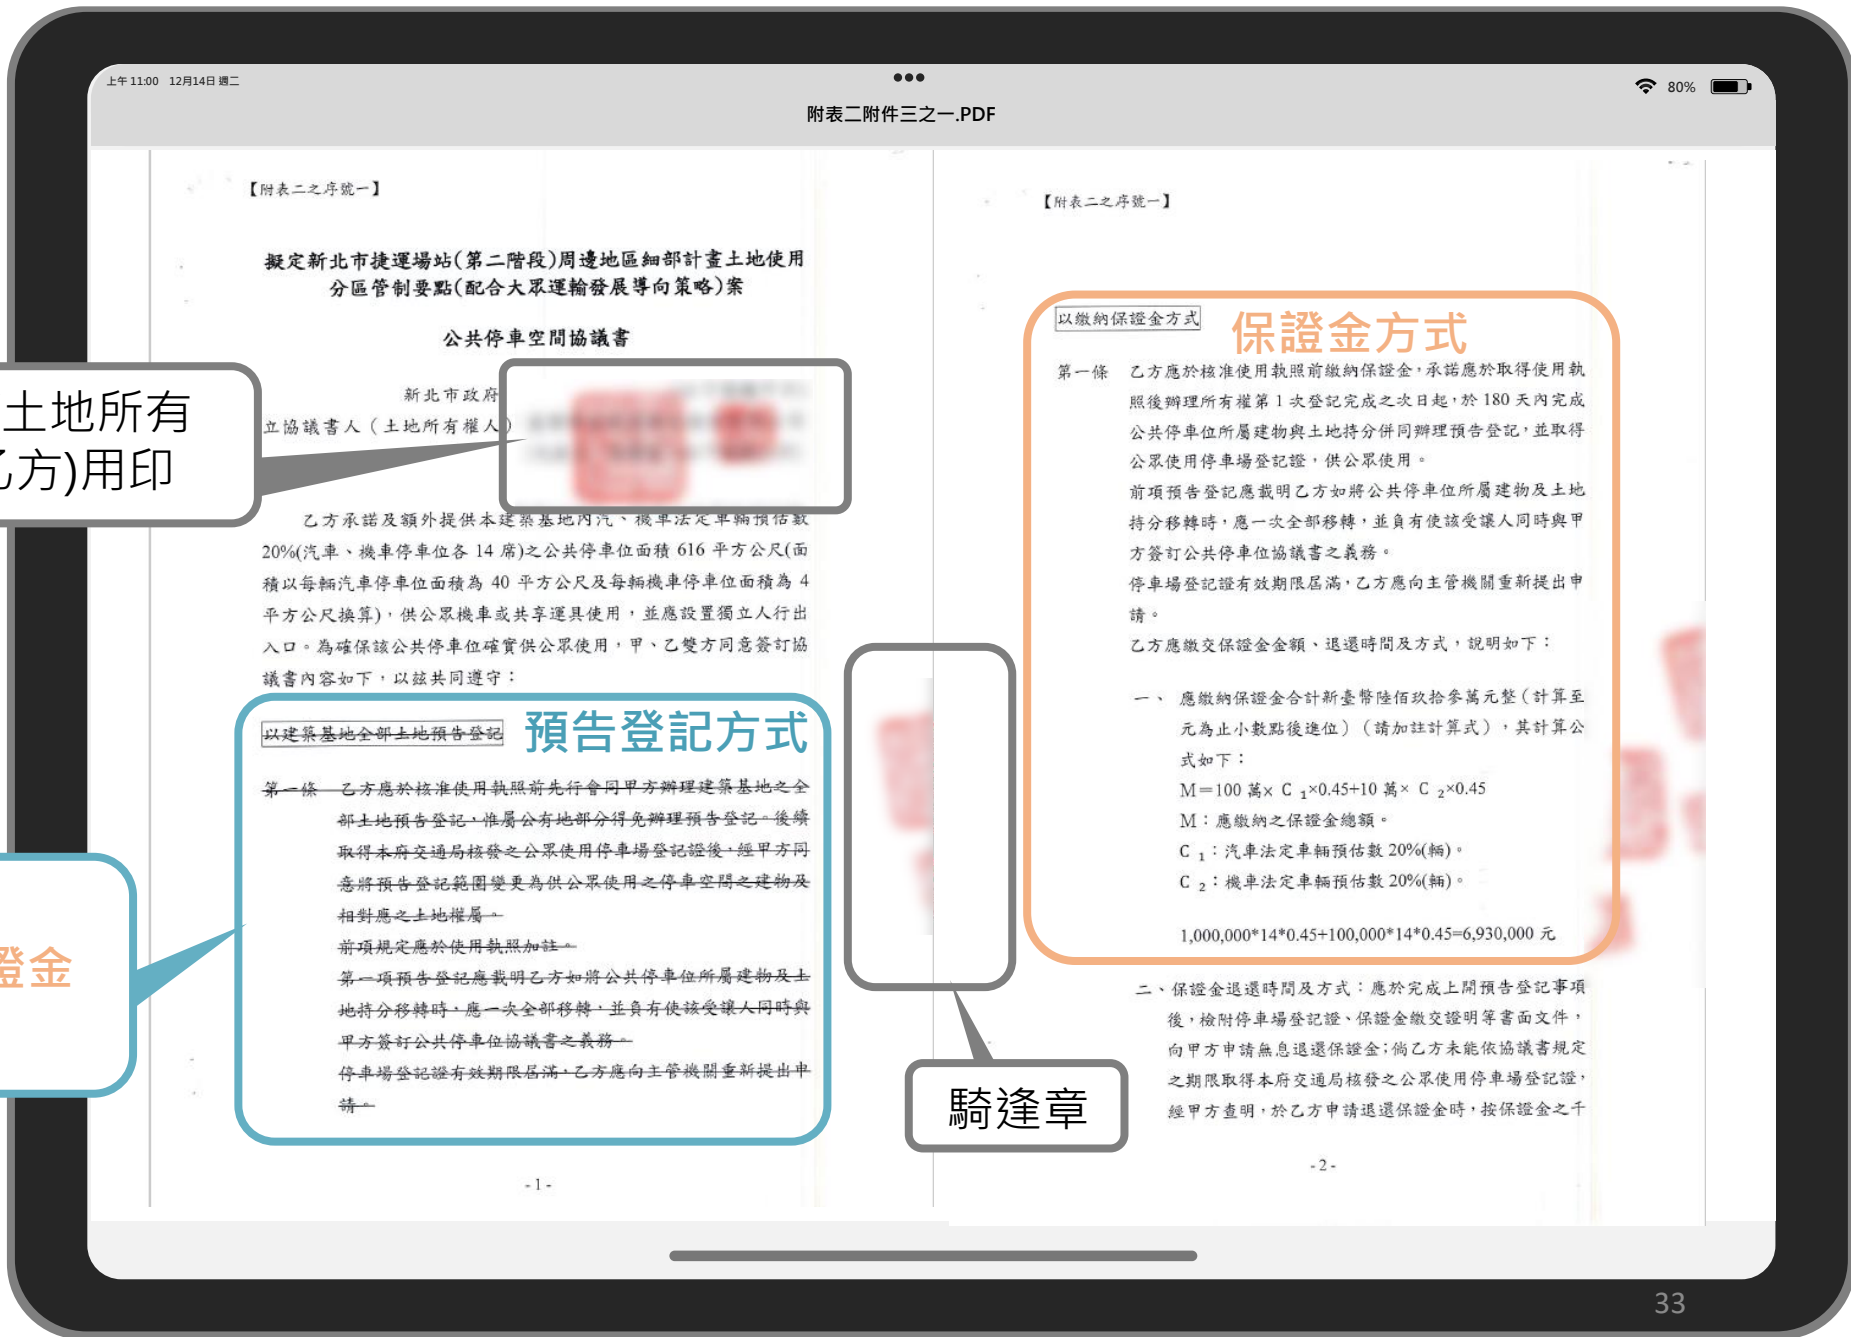 上午 11:00 12月14日 週二
80%
附表二附件三之一.PDF
【附表二之序號一】
擬定新北市捷運場站(第二階段)周邊地區細部計畫土地使用
分區管制要點(配合大眾運輸發展導向策略)案
公共停車空間協議書
新北市政府
立協議書人（土地所有權人）
乙方承諾及額外提供本建築基地內汽、機車法定車輛預估數
20%(汽車、機車停車位各 14 席)之公共停車位面積 616 平方公尺(面
積以每輛汽車停車位面積為 40 平方公尺及每輛機車停車位面積為 4
平方公尺換算)，供公眾機車或共享運具使用，並應設置獨立人行出
入口。為確保該公共停車位確實供公眾使用，甲、乙雙方同意簽訂協
議書內容如下，以茲共同遵守：
以建築基地全部土地預告登記
預告登記方式
第一條 乙方應於核准使用執照前先行會同甲方辦理建築基地之全
部土地預告登記，惟屬公有地部分得免辦理預告登記。後續
取得本府交通局核發之公眾使用停車場登記證後，經甲方同
意將預告登記範圍變更為供公眾使用之停車空間之建物及
相對應之土地權屬。
前項規定應於使用執照加註。
第一項預告登記應載明乙方如將公共停車位所屬建物及土
地持分移轉時，應一次全部移轉，並負有使該受讓人同時與
甲方簽訂公共停車位協議書之義務。
停車場登記證有效期限屆滿，乙方應向主管機關重新提出申
請。
-1-
土地所有
乙方)用印
證金
騎逢章
【附表二之序號一】
以繳納保證金方式
保證金方式
第一條 乙方應於核准使用執照前繳納保證金，承諾應於取得使用執
照後辦理所有權第 1 次登記完成之次日起，於 180 天內完成
公共停車位所屬建物與土地持分併同辦理預告登記，並取得
公眾使用停車場登記證，供公眾使用。
前項預告登記應載明乙方如將公共停車位所屬建物及土地
持分移轉時，應一次全部移轉，並負有使該受讓人同時與甲
方簽訂公共停車位協議書之義務。
停車場登記證有效期限屆滿，乙方應向主管機關重新提出申
請。
乙方應繳交保證金金額、退還時間及方式，說明如下：
一、 應繳納保證金合計新臺幣陸佰玖拾參萬元整（計算至
元為止小數點後進位）（請加註計算式），其計算公
式如下：
M＝100 萬× C 1×0.45+10 萬× C 2×0.45
M：應繳納之保證金總額。
C 1：汽車法定車輛預估數 20%(輛)。
C 2：機車法定車輛預估數 20%(輛)。
1,000,000*14*0.45+100,000*14*0.45=6,930,000 元
二、保證金退還時間及方式：應於完成上開預告登記事項
後，檢附停車場登記證、保證金繳交證明等書面文件，
向甲方申請無息退還保證金；倘乙方未能依協議書規定
之期限取得本府交通局核發之公眾使用停車場登記證，
經甲方查明，於乙方申請退還保證金時，按保證金之千
-2-
33